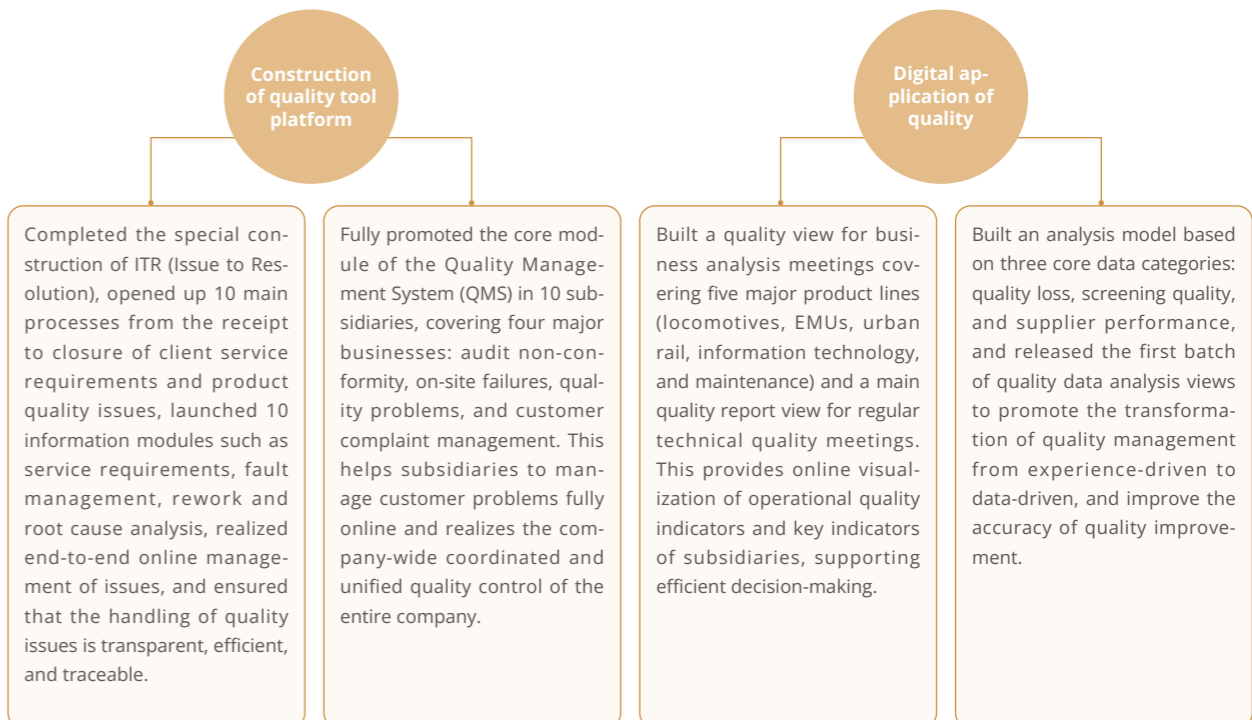 Construction
of quality tool
platform
Digital ap-
plication of
quality
Completed the special con-
struction of ITR (Issue to Res-
olution), opened up 10 main
processes from the receipt
to closure of client service
requirements and product
quality issues, launched 10
information modules such as
service requirements, fault
management, rework and
root cause analysis, realized
end-to-end online manage-
ment of issues, and ensured
that the handling of quality
issues is transparent, efficient,
and traceable.
Fully promoted the core mod-
ule of the Quality Manage-
ment System (QMS) in 10 sub-
sidiaries, covering four major
businesses: audit non-con-
formity, on-site failures, qual-
ity problems, and customer
complaint management. This
helps subsidiaries to man-
age customer problems fully
online and realizes the com-
pany-wide coordinated and
unified quality control of the
entire company.
Built a quality view for busi-
ness analysis meetings cov-
ering five major product lines
(locomotives, EMUs, urban
rail, information technology,
and maintenance) and a main
quality report view for regular
technical quality meetings.
This provides online visual-
ization of operational quality
indicators and key indicators
of subsidiaries, supporting
efficient decision-making.
Built an analysis model based
on three core data categories:
quality loss, screening quality,
and supplier performance,
and released the first batch
of quality data analysis views
to promote the transforma-
tion of quality management
from experience-driven to
data-driven, and improve the
accuracy of quality improve-
ment.